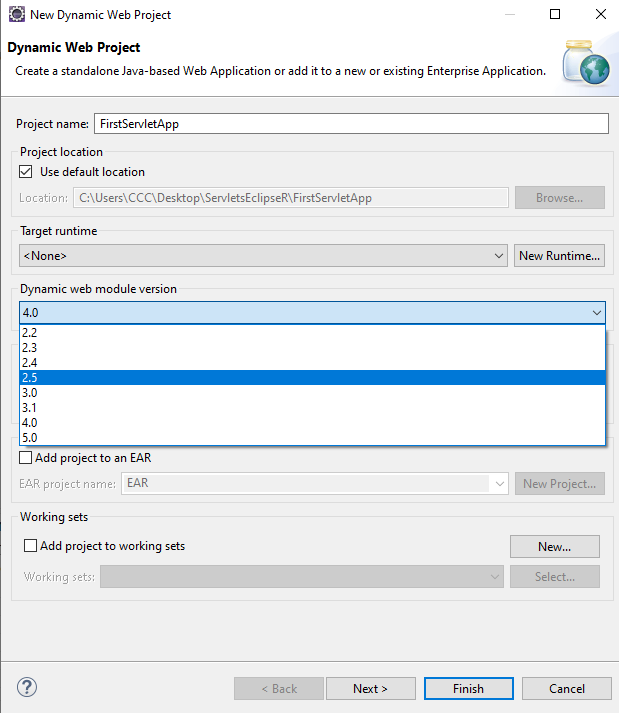 New Dynamic Web Project
Dynamic Web Project
Create a standalone Java-based Web Application or add it to a new or existing Enterprise Application.
Project name: FirstServletApp
Project location
Use default location
Location: C:\Users\CCC\Desktop\ServletsEclipseR\FirstServletApp Browse...
Target runtime
<None> New Runtime...
Dynamic web module version
4.0
2.2
2.3
2.4
2.5
3.0
3.1
4.0
5.0
Add project to an EAR
EAR project name: EAR New Project...
Working sets
Add project to working sets New...
Working sets: Select...
? < Back Next > Finish Cancel